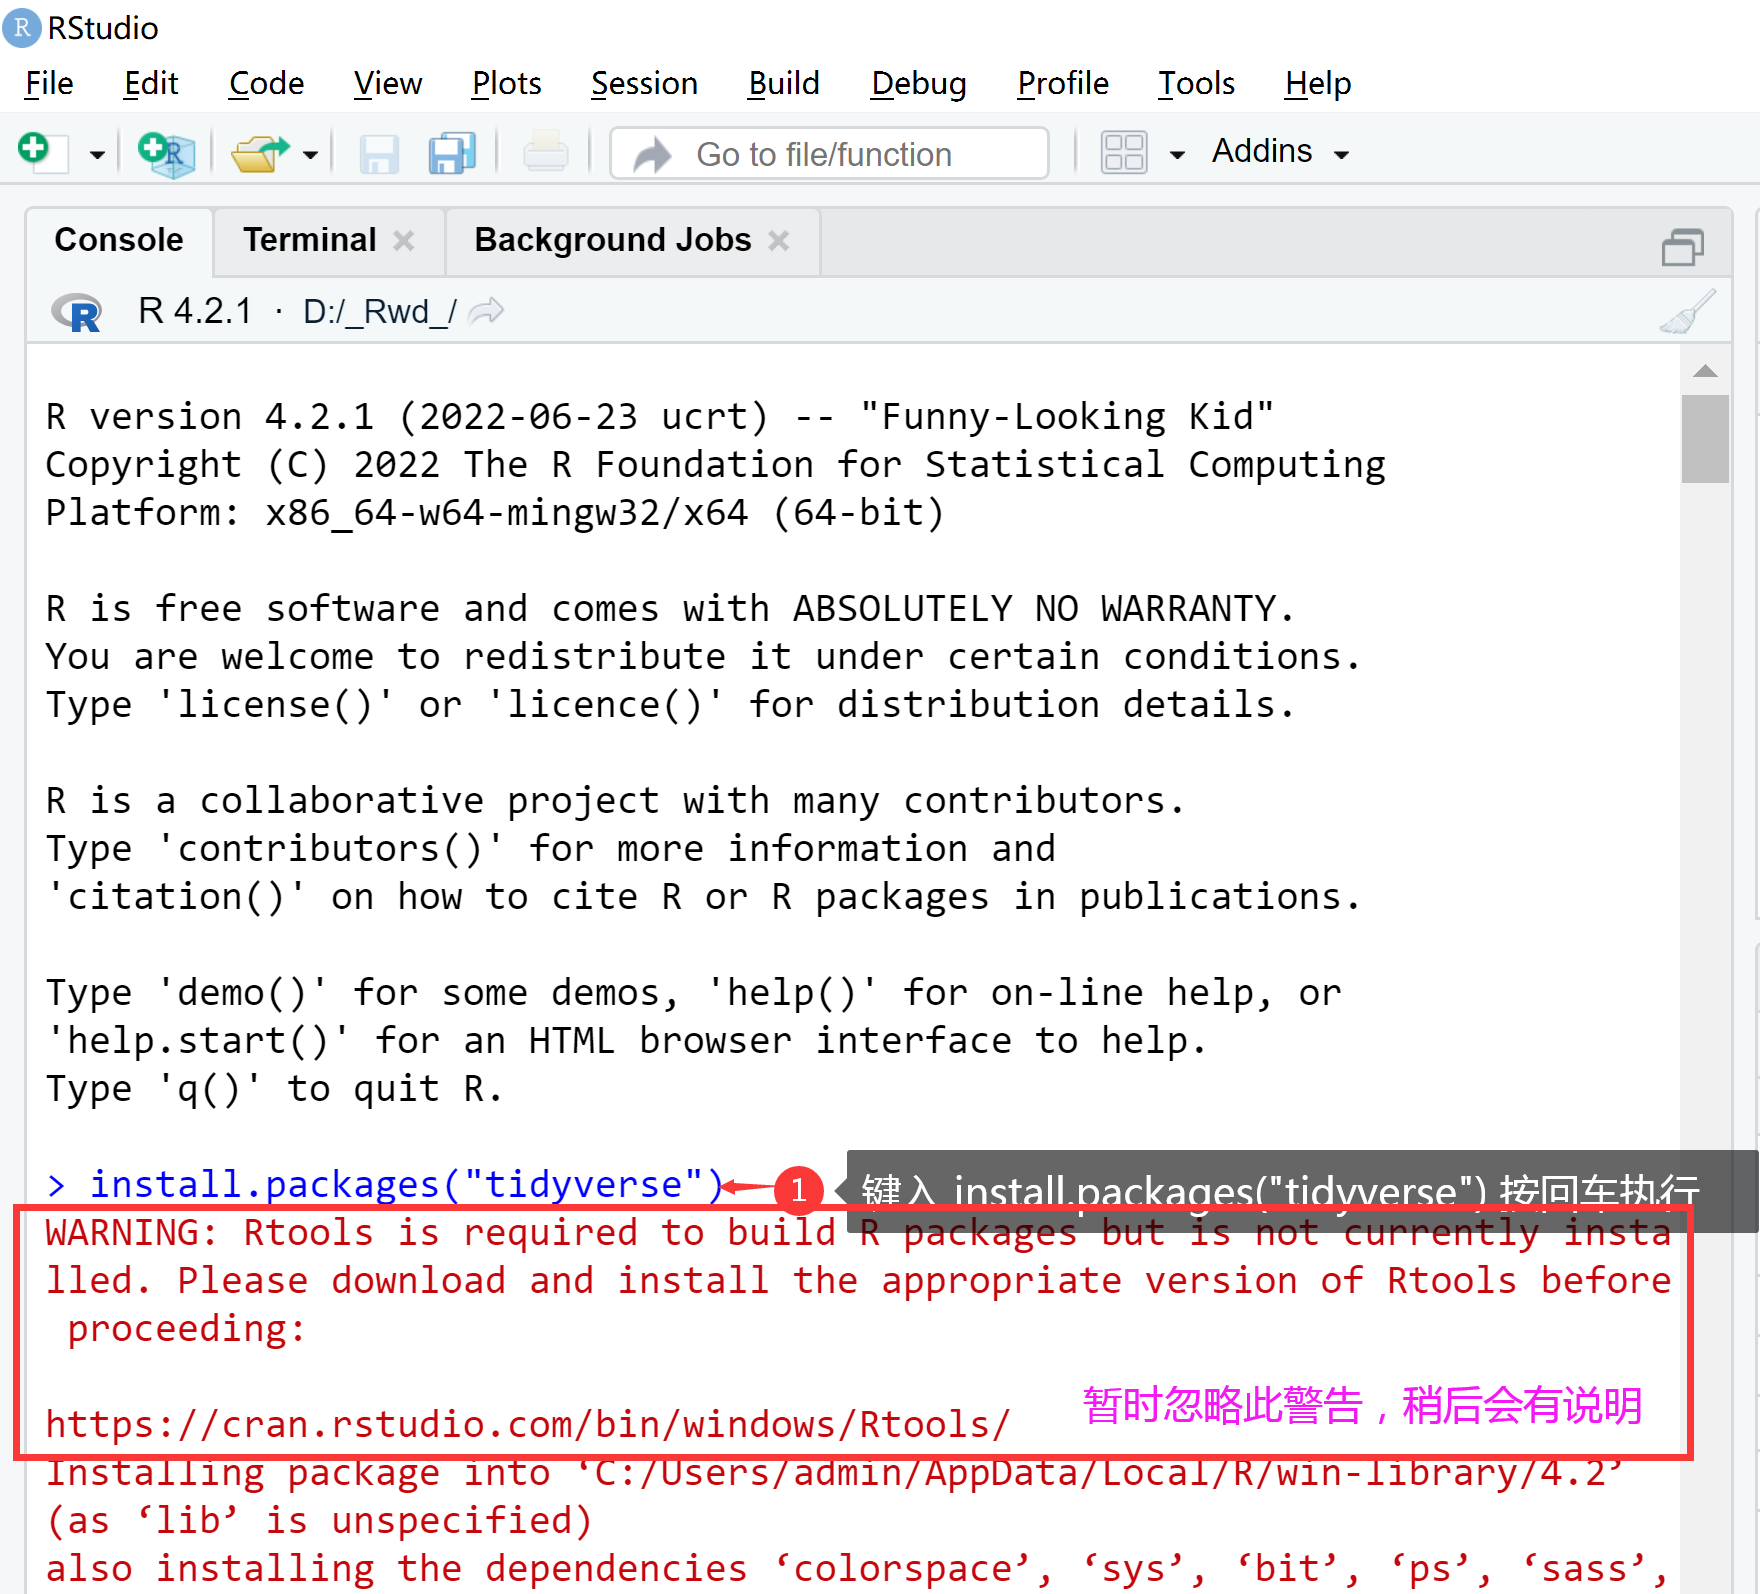 RStudio
File Edit Code View Plots Session Build Debug Profile Tools Help
Go to file/function Addins
Console Terminal Background Jobs
R 4.2.1 · D:/_Rwd_/
R version 4.2.1 (2022-06-23 ucrt) -- "Funny-Looking Kid"
Copyright (C) 2022 The R Foundation for Statistical Computing
Platform: x86_64-w64-mingw32/x64 (64-bit)
R is free software and comes with ABSOLUTELY NO WARRANTY.
You are welcome to redistribute it under certain conditions.
Type 'license()' or 'licence()' for distribution details.
R is a collaborative project with many contributors.
Type 'contributors()' for more information and
'citation()' on how to cite R or R packages in publications.
Type 'demo()' for some demos, 'help()' for on-line help, or
'help.start()' for an HTML browser interface to help.
Type 'q()' to quit R.
> install.packages("tidyverse")
1 键入 install.packages("tidyverse") 按回车执行
WARNING: Rtools is required to build R packages but is not currently insta
lled. Please download and install the appropriate version of Rtools before
proceeding:
https://cran.rstudio.com/bin/windows/Rtools/
暂时忽略此警告，稍后会有说明
Installing package into ‘C:/Users/admin/AppData/Local/R/win-library/4.2’
(as ‘lib’ is unspecified)
also installing the dependencies ‘colorspace’, ‘sys’, ‘bit’, ‘ps’, ‘sass’,